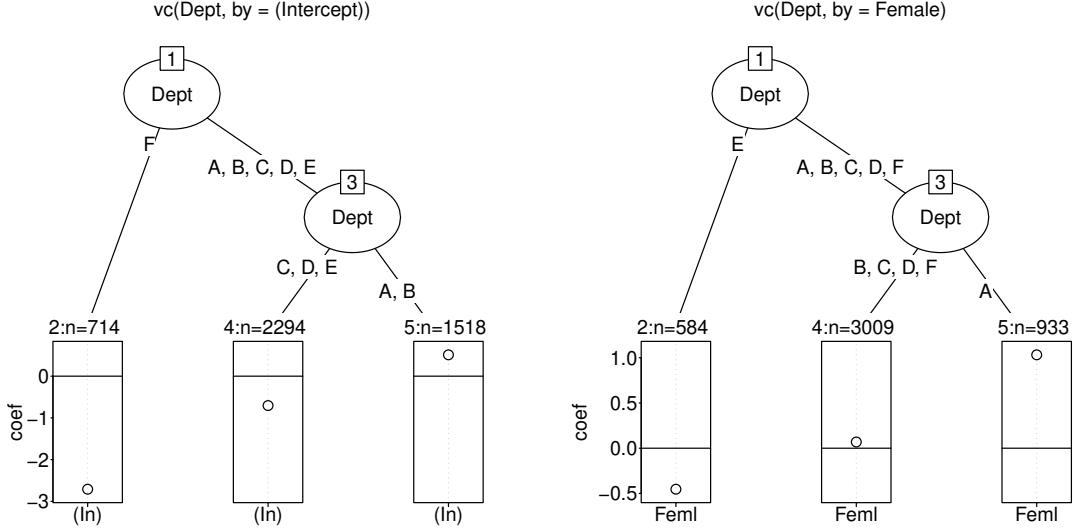 vc(Dept, by = (Intercept))
1
Dept
F
A, B, C, D, E
3
Dept
C, D, E
A, B
2:n=714
4:n=2294
5:n=1518
coef
0
−1
−2
−3
(In)
(In)
(In)
vc(Dept, by = Female)
1
Dept
E
A, B, C, D, F
3
Dept
B, C, D, F
A
2:n=584
4:n=3009
5:n=933
coef
1.0
0.5
0.0
−0.5
Feml
Feml
Feml